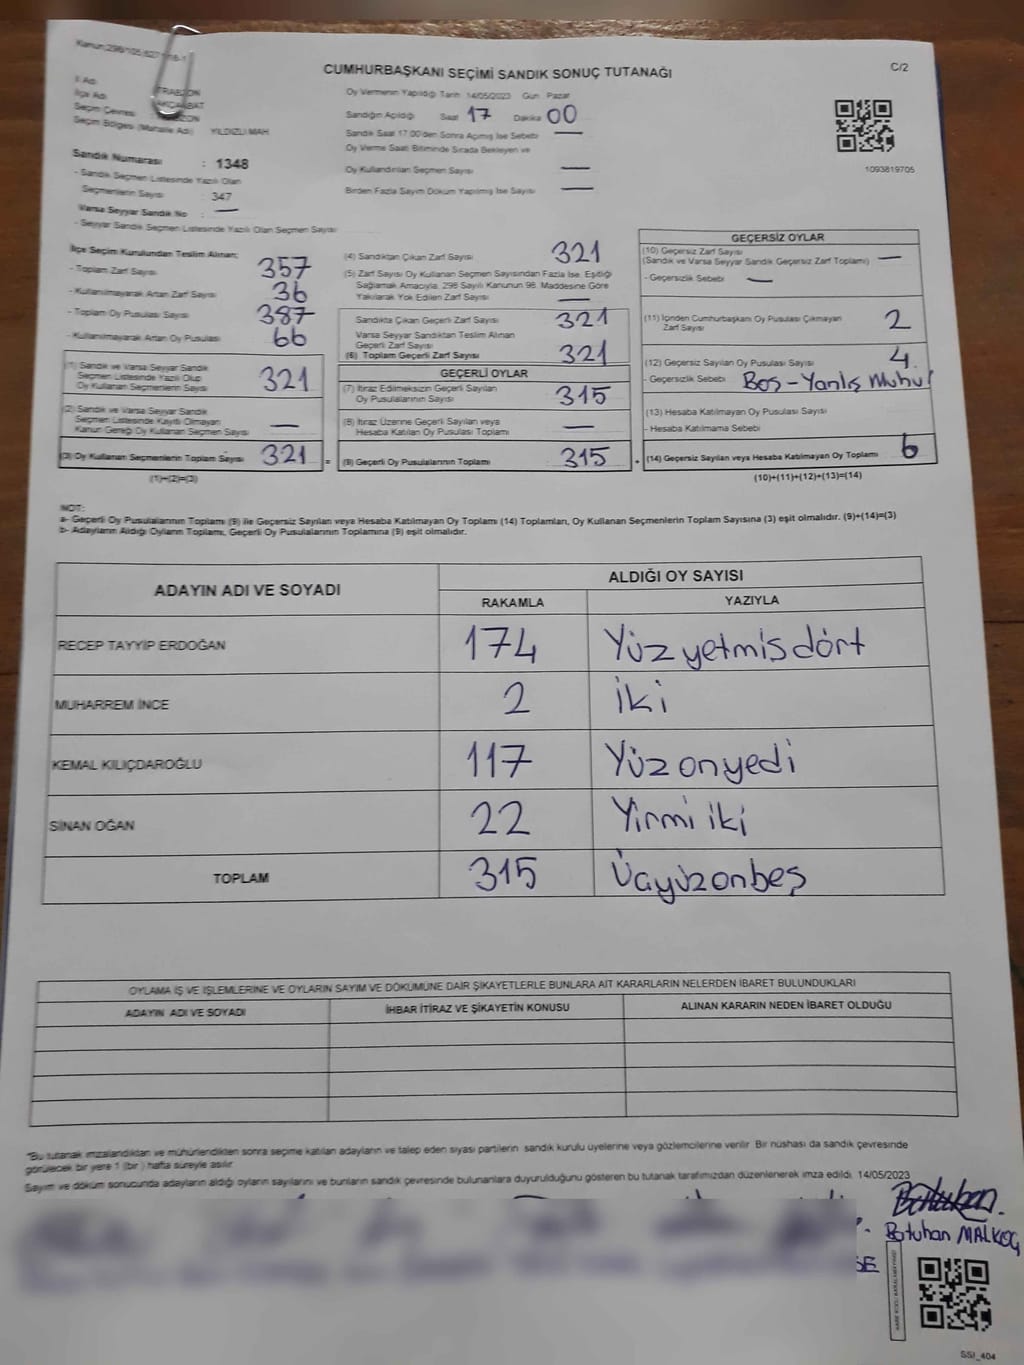 Kanun:298/105
C/2
CUMHURBAŞKANI SEÇİMİ SANDIK SONUÇ TUTANAĞI
İl Adı
TRABZON
İlçe Adı
AKÇAABAT
Seçim Çevresi
Seçim Bölgesi (Mahalle Adı) YILDIZLI MAH
Sandık Numarası : 1348
- Sandık Seçmen Listesinde Yazılı Olan
Seçmenlerin Sayısı : 347
Varsa Seyyar Sandık No : —
- Seyyar Sandık Seçmen Listesinde Yazılı Olan Seçmen Sayısı
Oy Vermenin Yapıldığı Tarih 14/05/2023 Gün Pazar
Sandığın Açıldığı Saat 17 Dakika 00
Sandık Saat 17.00'den Sonra Açılmış İse Sebebi —
Oy Verme Saati Bitiminde Sırada Bekleyen ve
Oy Kullandırılan Seçmen Sayısı —
Birden Fazla Sayım Döküm Yapılmış İse Sayısı —
1093819705
İlçe Seçim Kurulundan Teslim Alınan;
- Toplam Zarf Sayısı 357
- Kullanılmayarak Artan Zarf Sayısı 36
- Toplam Oy Pusulası Sayısı 387
- Kullanılmayarak Artan Oy Pusulası 66
(1) Sandık ve Varsa Seyyar Sandık
Seçmen Listesinde Yazılı Olup
Oy Kullanan Seçmenlerin Sayısı 321
(2) Sandık ve Varsa Seyyar Sandık
Seçmen Listesinde Kayıtlı Olmayan
Kanun Gereği Oy Kullanan Seçmen Sayısı —
(3) Oy Kullanan Seçmenlerin Toplam Sayısı 321 =
(1)+(2)=(3)
(4) Sandıktan Çıkan Zarf Sayısı 321
(5) Zarf Sayısı Oy Kullanan Seçmen Sayısından Fazla İse, Eşitliği
Sağlamak Amacıyla, 298 Sayılı Kanunun 98. Maddesine Göre
Yakılarak Yok Edilen Zarf Sayısı —
Sandıkta Çıkan Geçerli Zarf Sayısı 321
Varsa Seyyar Sandıktan Teslim Alınan
Geçerli Zarf Sayısı
(6) Toplam Geçerli Zarf Sayısı 321
GEÇERLİ OYLAR
(7) İtiraz Edilmeksizin Geçerli Sayılan
Oy Pusulalarının Sayısı 315
(8) İtiraz Üzerine Geçerli Sayılan veya
Hesaba Katılan Oy Pusulası Toplamı —
(9) Geçerli Oy Pusulalarının Toplamı 315 +
GEÇERSİZ OYLAR
(10) Geçersiz Zarf Sayısı
(Sandık ve Varsa Seyyar Sandık Geçersiz Zarf Toplamı) —
- Geçersizlik Sebebi —
(11) İçinden Cumhurbaşkanı Oy Pusulası Çıkmayan
Zarf Sayısı 2
(12) Geçersiz Sayılan Oy Pusulası Sayısı 4
- Geçersizlik Sebebi Boş-Yanlış Mühür
(13) Hesaba Katılmayan Oy Pusulası Sayısı
- Hesaba Katılmama Sebebi
(14) Geçersiz Sayılan veya Hesaba Katılmayan Oy Toplamı 6
(10)+(11)+(12)+(13)=(14)
NOT:
a- Geçerli Oy Pusulalarının Toplamı (9) ile Geçersiz Sayılan veya Hesaba Katılmayan Oy Toplamı (14) Toplamları, Oy Kullanan Seçmenlerin Toplam Sayısına (3) eşit olmalıdır. (9)+(14)=(3)
b- Adayların Aldığı Oyların Toplamı, Geçerli Oy Pusulalarının Toplamına (9) eşit olmalıdır.
ADAYIN ADI VE SOYADI
ALDIĞI OY SAYISI
RAKAMLA YAZIYLA
RECEP TAYYİP ERDOĞAN 174 Yüzyetmisdört
MUHARREM İNCE 2 İki
KEMAL KILIÇDAROĞLU 117 Yüzonyedi
SİNAN OĞAN 22 Yirmi iki
TOPLAM 315 Üçyüzonbeş
OYLAMA İŞ VE İŞLEMLERİNE VE OYLARIN SAYIM VE DÖKÜMÜNE DAİR ŞİKAYETLERLE BUNLARA AİT KARARLARIN NELERDEN İBARET BULUNDUKLARI
ADAYIN ADI VE SOYADI İHBAR İTİRAZ VE ŞİKAYETİN KONUSU ALINAN KARARIN NEDEN İBARET OLDUĞU
*Bu tutanak imzalandıktan ve mühürlendikten sonra seçime katılan adayların ve talep eden siyasi partilerin sandık kurulu üyelerine veya gözlemcilerine verilir. Bir nüshası da sandık çevresinde
görülecek bir yere 1 (bir) hafta süreyle asılır.
Sayım ve döküm sonucunda adayların aldığı oyların sayılarını ve bunların sandık çevresinde bulunanlara duyurulduğunu gösteren bu tutanak tarafımızdan düzenlenerek imza edildi. 14/05/2023
Batuhan MALKOÇ
SSI_404